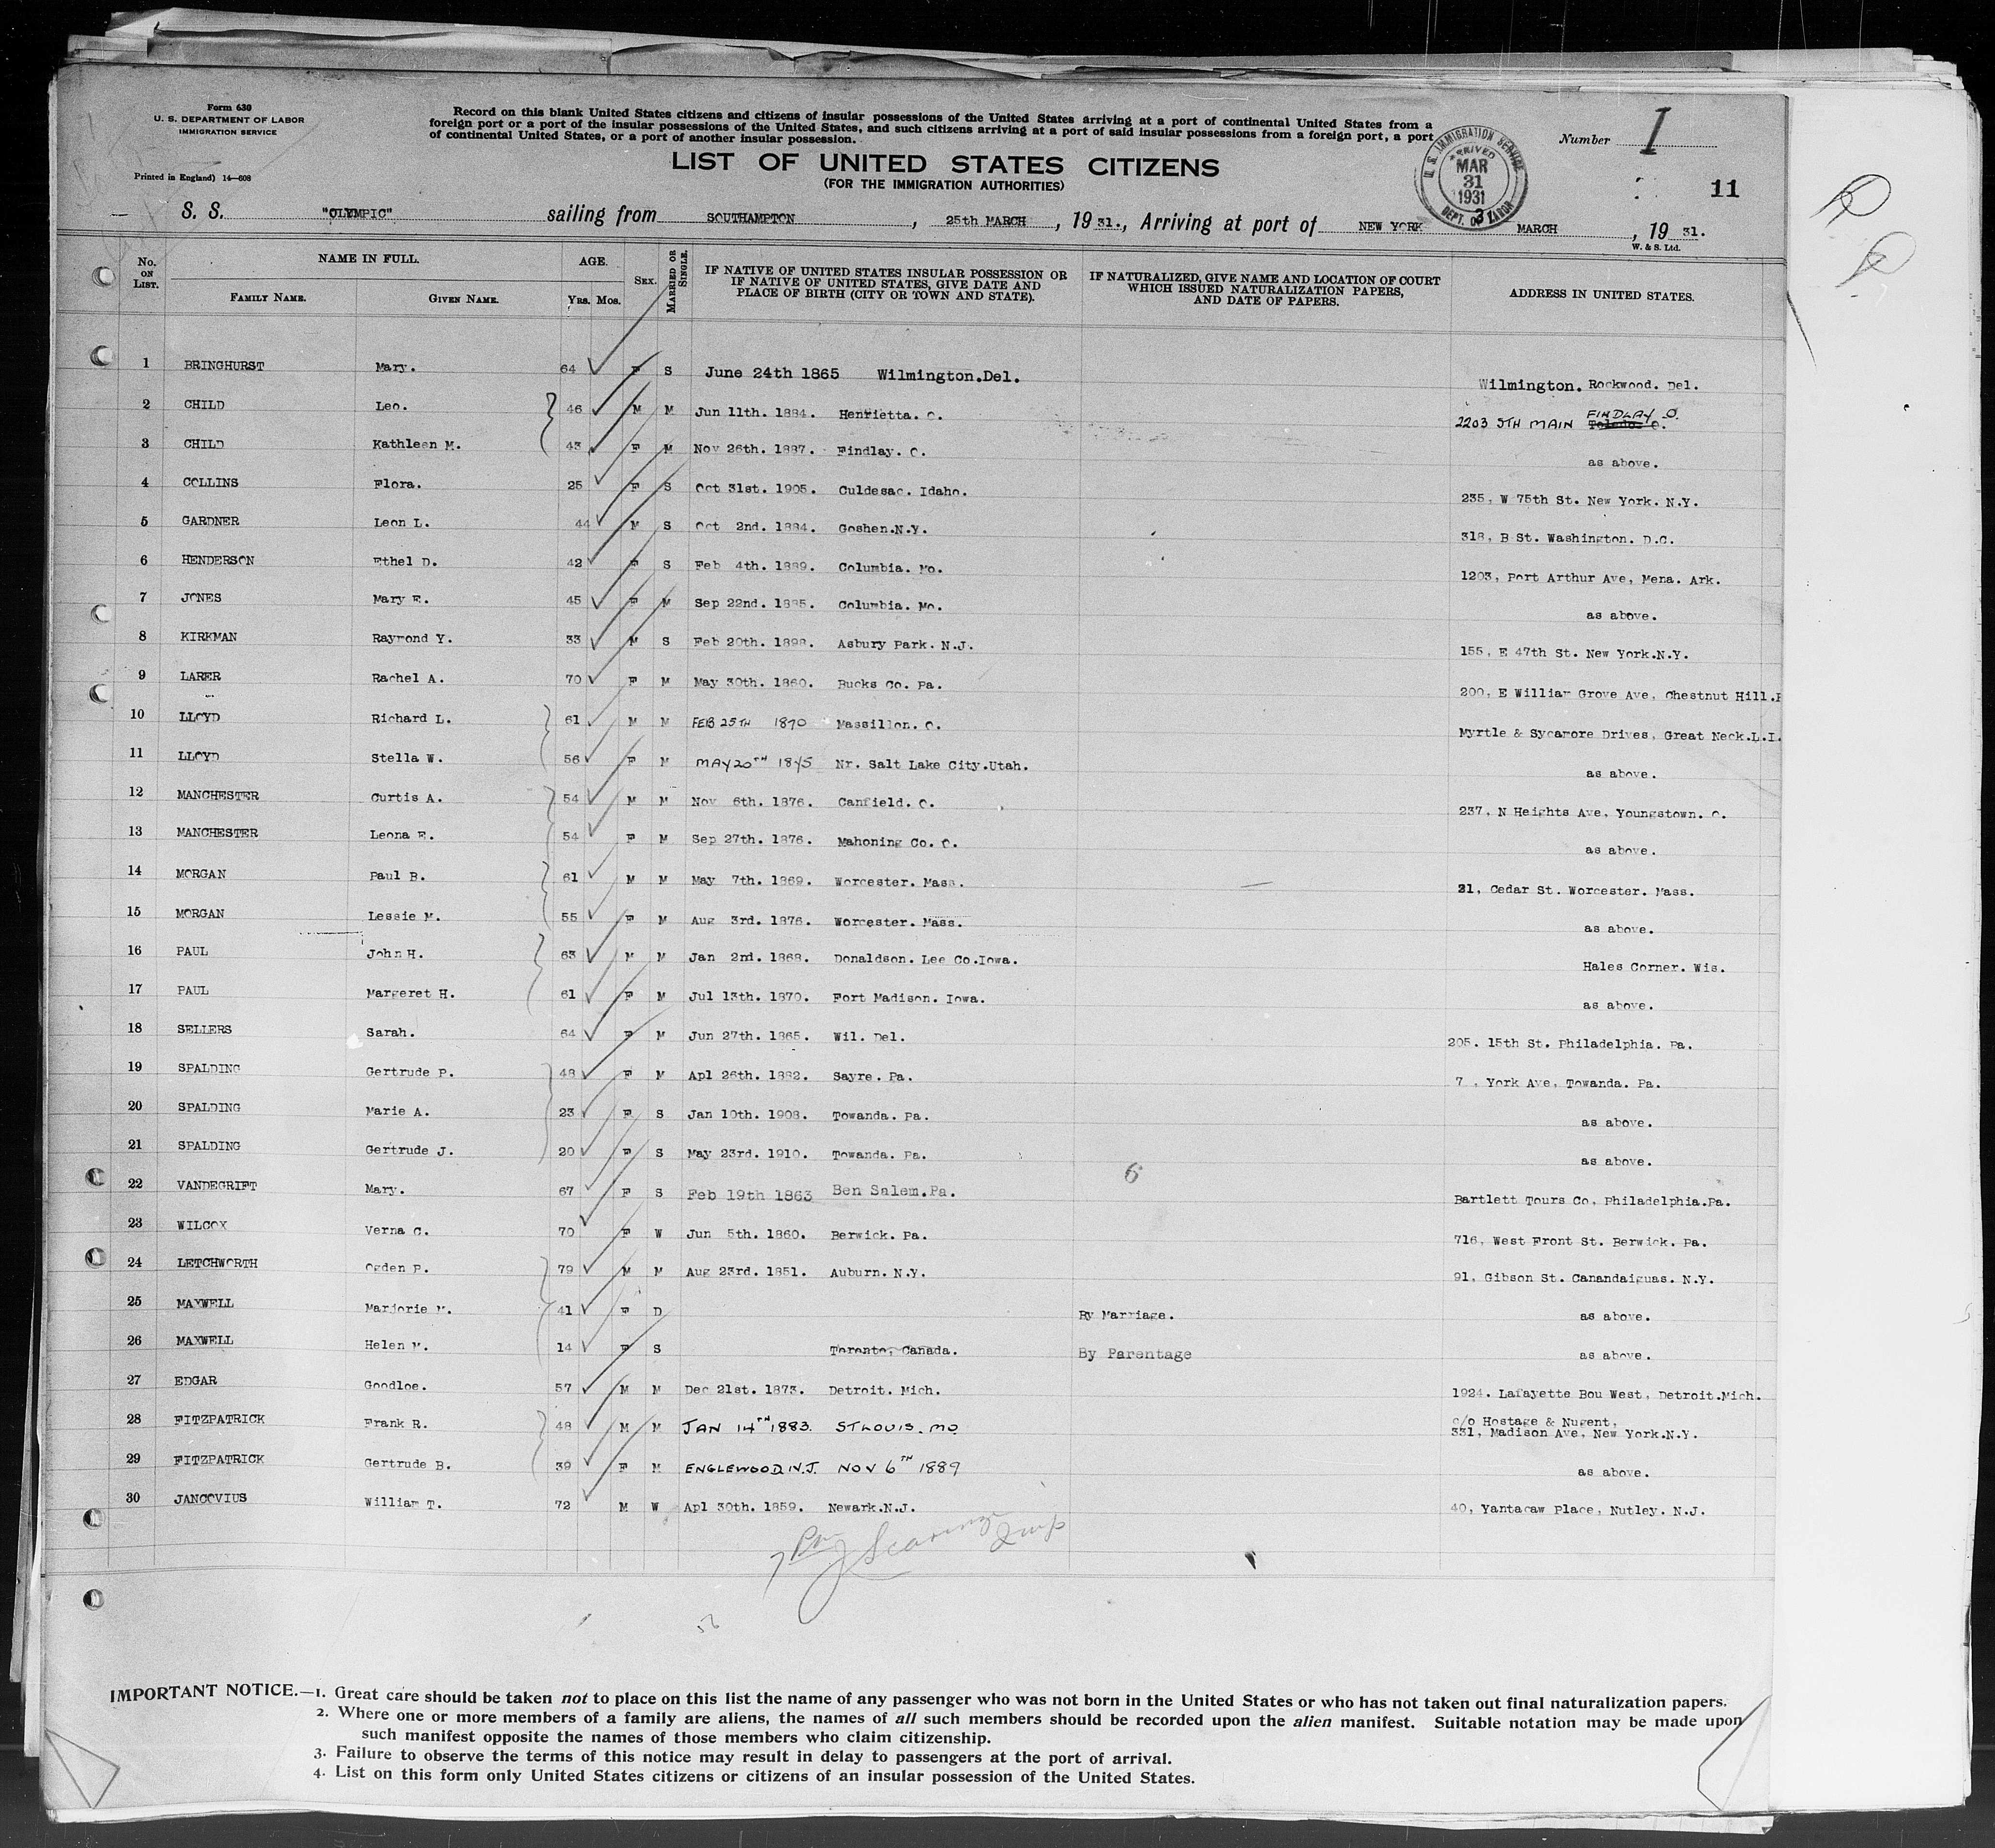 Form 630
U. S. DEPARTMENT OF LABOR
IMMIGRATION SERVICE
Printed in England) 14—608
Record on this blank United States citizens and citizens of insular possessions of the United States arriving at a port of continental United States from a
foreign port or a port of the insular possessions of the United States, and such citizens arriving at a port of said insular possessions from a foreign port, a port
of continental United States, or a port of another insular possession.
LIST OF UNITED STATES CITIZENS
(FOR THE IMMIGRATION AUTHORITIES)
Number 1
U. S. IMMIGRATION SERVICE
ARRIVED
MAR
31
1931
DEPT. OF LABOR
11
S. S. "OLYMPIC" sailing from SOUTHAMPTON, 25th MARCH, 1931., Arriving at port of NEW YORK 3 MARCH, 1931.
W. & S. Ltd.
No. ON LIST. NAME IN FULL. FAMILY NAME. GIVEN NAME. AGE. YRS. MOS. SEX. MARRIED OR SINGLE. IF NATIVE OF UNITED STATES INSULAR POSSESSION OR IF NATIVE OF UNITED STATES, GIVE DATE AND PLACE OF BIRTH (CITY OR TOWN AND STATE). IF NATURALIZED, GIVE NAME AND LOCATION OF COURT WHICH ISSUED NATURALIZATION PAPERS, AND DATE OF PAPERS. ADDRESS IN UNITED STATES.
1 BRINGHURST Mary. 64 F S June 24th 1865 Wilmington.Del. Wilmington. Rockwood. Del.
2 CHILD Leo. 46 M M Jun 11th. 1884. Henrietta. O. 2203 5TH MAIN FINDLAY O. Toledo. O.
3 CHILD Kathleen M. 43 F M Nov 26th. 1887. Findlay. O. as above.
4 COLLINS Flora. 25 F S Oct 31st. 1905. Culdesac. Idaho. 235, W 75th St. New York. N.Y.
5 GARDNER Leon L. 44 M S Oct 2nd. 1884. Goshen.N.Y. 318, B St. Washington. D.C.
6 HENDERSON Ethel D. 42 F S Feb 4th. 1889. Columbia. Mo. 1203, Port Arthur Ave, Mena. Ark.
7 JONES Mary E. 45 F M Sep 22nd. 1885. Columbia. Mo. as above.
8 KIRKMAN Raymond Y. 33 M S Feb 20th. 1898. Asbury Park. N.J. 155, E 47th St. New York.N.Y.
9 LARER Rachel A. 70 F M May 30th. 1860. Bucks Co. Pa. 200, E William Grove Ave, Chestnut Hill.P
10 LLOYD Richard L. 61 M M FEB 25TH 1870 Massillon. O. Myrtle & Sycamore Drives, Great Neck.L.I.
11 LLOYD Stella W. 56 F M MAY 20TH 1875 Nr. Salt Lake City.Utah. as above.
12 MANCHESTER Curtis A. 54 M M Nov 6th. 1876. Canfield. O. 237, N Heights Ave, Youngstown. O.
13 MANCHESTER Leona E. 54 F M Sep 27th. 1876. Mahoning Co. O. as above.
14 MORGAN Paul B. 61 M M May 7th. 1869. Worcester. Mass. 21, Cedar St. Worcester. Mass.
15 MORGAN Lessie M. 55 F M Aug 3rd. 1876. Worcester. Mass. as above.
16 PAUL John H. 63 M M Jan 2nd. 1868. Donaldson. Lee Co.Iowa. Hales Corner. Wis.
17 PAUL Margeret H. 61 F M Jul 13th. 1870. Fort Madison. Iowa. as above.
18 SELLERS Sarah. 64 F M Jun 27th. 1865. Wil. Del. 205. 15th St. Philadelphia. Pa.
19 SPALDING Gertrude P. 48 F M Apl 26th. 1882. Sayre. Pa. 7 , York Ave, Towanda. Pa.
20 SPALDING Marie A. 23 F S Jan 10th. 1908. Towanda. Pa. as above.
21 SPALDING Gertrude J. 20 F S May 23rd. 1910. Towanda. Pa. as above.
22 VANDEGRIFT Mary. 67 F S Feb 19th 1863 Ben Salem.Pa. 6 Bartlett Tours Co. Philadelphia.Pa.
23 WILCOX Verna C. 70 F W Jun 5th. 1860. Berwick. Pa. 716, West Front St. Berwick. Pa.
24 LETCHWORTH Ogden P. 79 M M Aug 23rd. 1851. Auburn. N.Y. 91, Gibson St. Canandaiguas. N.Y.
25 MAXWELL Marjorie M. 41 F D By Marriage. as above.
26 MAXWELL Helen M. 14 F S Toronto, Canada. By Parentage as above.
27 EDGAR Goodloe. 57 M M Dec 21st. 1873. Detroit. Mich. 1924. Lafayette Bou West, Detroit.Mich.
28 FITZPATRICK Frank R. 48 M M JAN 14TH 1883. ST LOUIS. MO. c/o Hostage & Nugent, 331, Madison Ave, New York.N.Y.
29 FITZPATRICK Gertrude B. 39 F M ENGLEWOOD. N.J. NOV 6TH 1889 as above.
30 JANCOVIUS William T. 72 M W Apl 30th. 1859. Newark.N.J. 40, Yantacaw Place, Nutley. N.J.
IMPORTANT NOTICE.—1. Great care should be taken not to place on this list the name of any passenger who was not born in the United States or who has not taken out final naturalization papers.
2. Where one or more members of a family are aliens, the names of all such members should be recorded upon the alien manifest. Suitable notation may be made upon
such manifest opposite the names of those members who claim citizenship.
3. Failure to observe the terms of this notice may result in delay to passengers at the port of arrival.
4. List on this form only United States citizens or citizens of an insular possession of the United States.